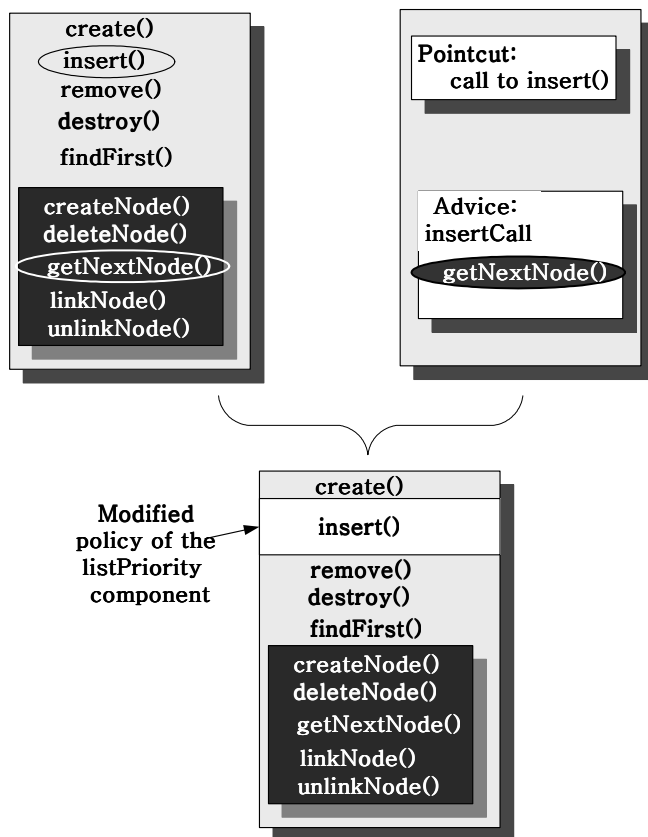 create()
insert()
remove()
destroy()
findFirst()
createNode()
deleteNode()
getNextNode()
linkNode()
unlinkNode()
Pointcut:
call to insert()
Advice:
insertCall
getNextNode()
create()
insert()
Modified
policy of the
listPriority
component
remove()
destroy()
findFirst()
createNode()
deleteNode()
getNextNode()
linkNode()
unlinkNode()